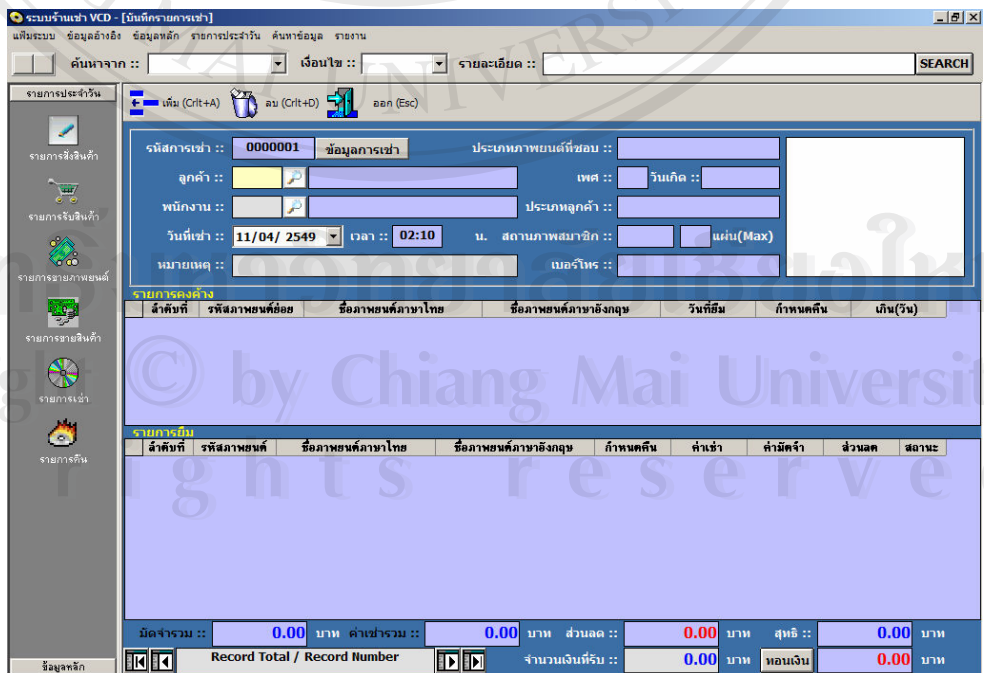 ระบบร้านเช่า VCD - [บันทึกรายการเช่า]
แฟ้มระบบ ข้อมูลอ้างอิง ข้อมูลหลัก รายการประจำวัน ค้นหาข้อมูล รายงาน
ค้นหาจาก :: เงื่อนไข :: รายละเอียด :: SEARCH
รายการประจำวัน
เพิ่ม (Crlt+A) ลบ (Crlt+D) ออก (Esc)
รายการสั่งสินค้า
รายการรับสินค้า
รายการขายภาพยนต์
รายการขายสินค้า
รายการเช่า
รายการคืน
ข้อมูลหลัก
รหัสการเช่า :: 0000001 ข้อมูลการเช่า ประเภทภาพยนต์ที่ชอบ ::
ลูกค้า :: เพศ :: วันเกิด ::
พนักงาน :: ประเภทลูกค้า ::
วันที่เช่า :: 11/04/ 2549 เวลา :: 02:10 น. สถานภาพสมาชิก :: แผ่น(Max)
หมายเหตุ :: เบอร์โทร ::
รายการคงค้าง
ลำดับที่ รหัสภาพยนต์ย่อย ชื่อภาพยนต์ภาษาไทย ชื่อภาพยนต์ภาษาอังกฤษ วันที่ยืม กำหนดคืน เกิน(วัน)
รายการยืม
ลำดับที่ รหัสภาพยนต์ ชื่อภาพยนต์ภาษาไทย ชื่อภาพยนต์ภาษาอังกฤษ กำหนดคืน ค่าเช่า ค่ามัดจำ ส่วนลด สถานะ
มัดจำรวม :: 0.00 บาท ค่าเช่ารวม :: 0.00 บาท ส่วนลด :: 0.00 บาท สุทธิ :: 0.00 บาท
Record Total / Record Number จำนวนเงินที่รับ :: 0.00 บาท ทอนเงิน 0.00 บาท
MAI UNIVERS
© by Chiang Mai Universit
rights reserve